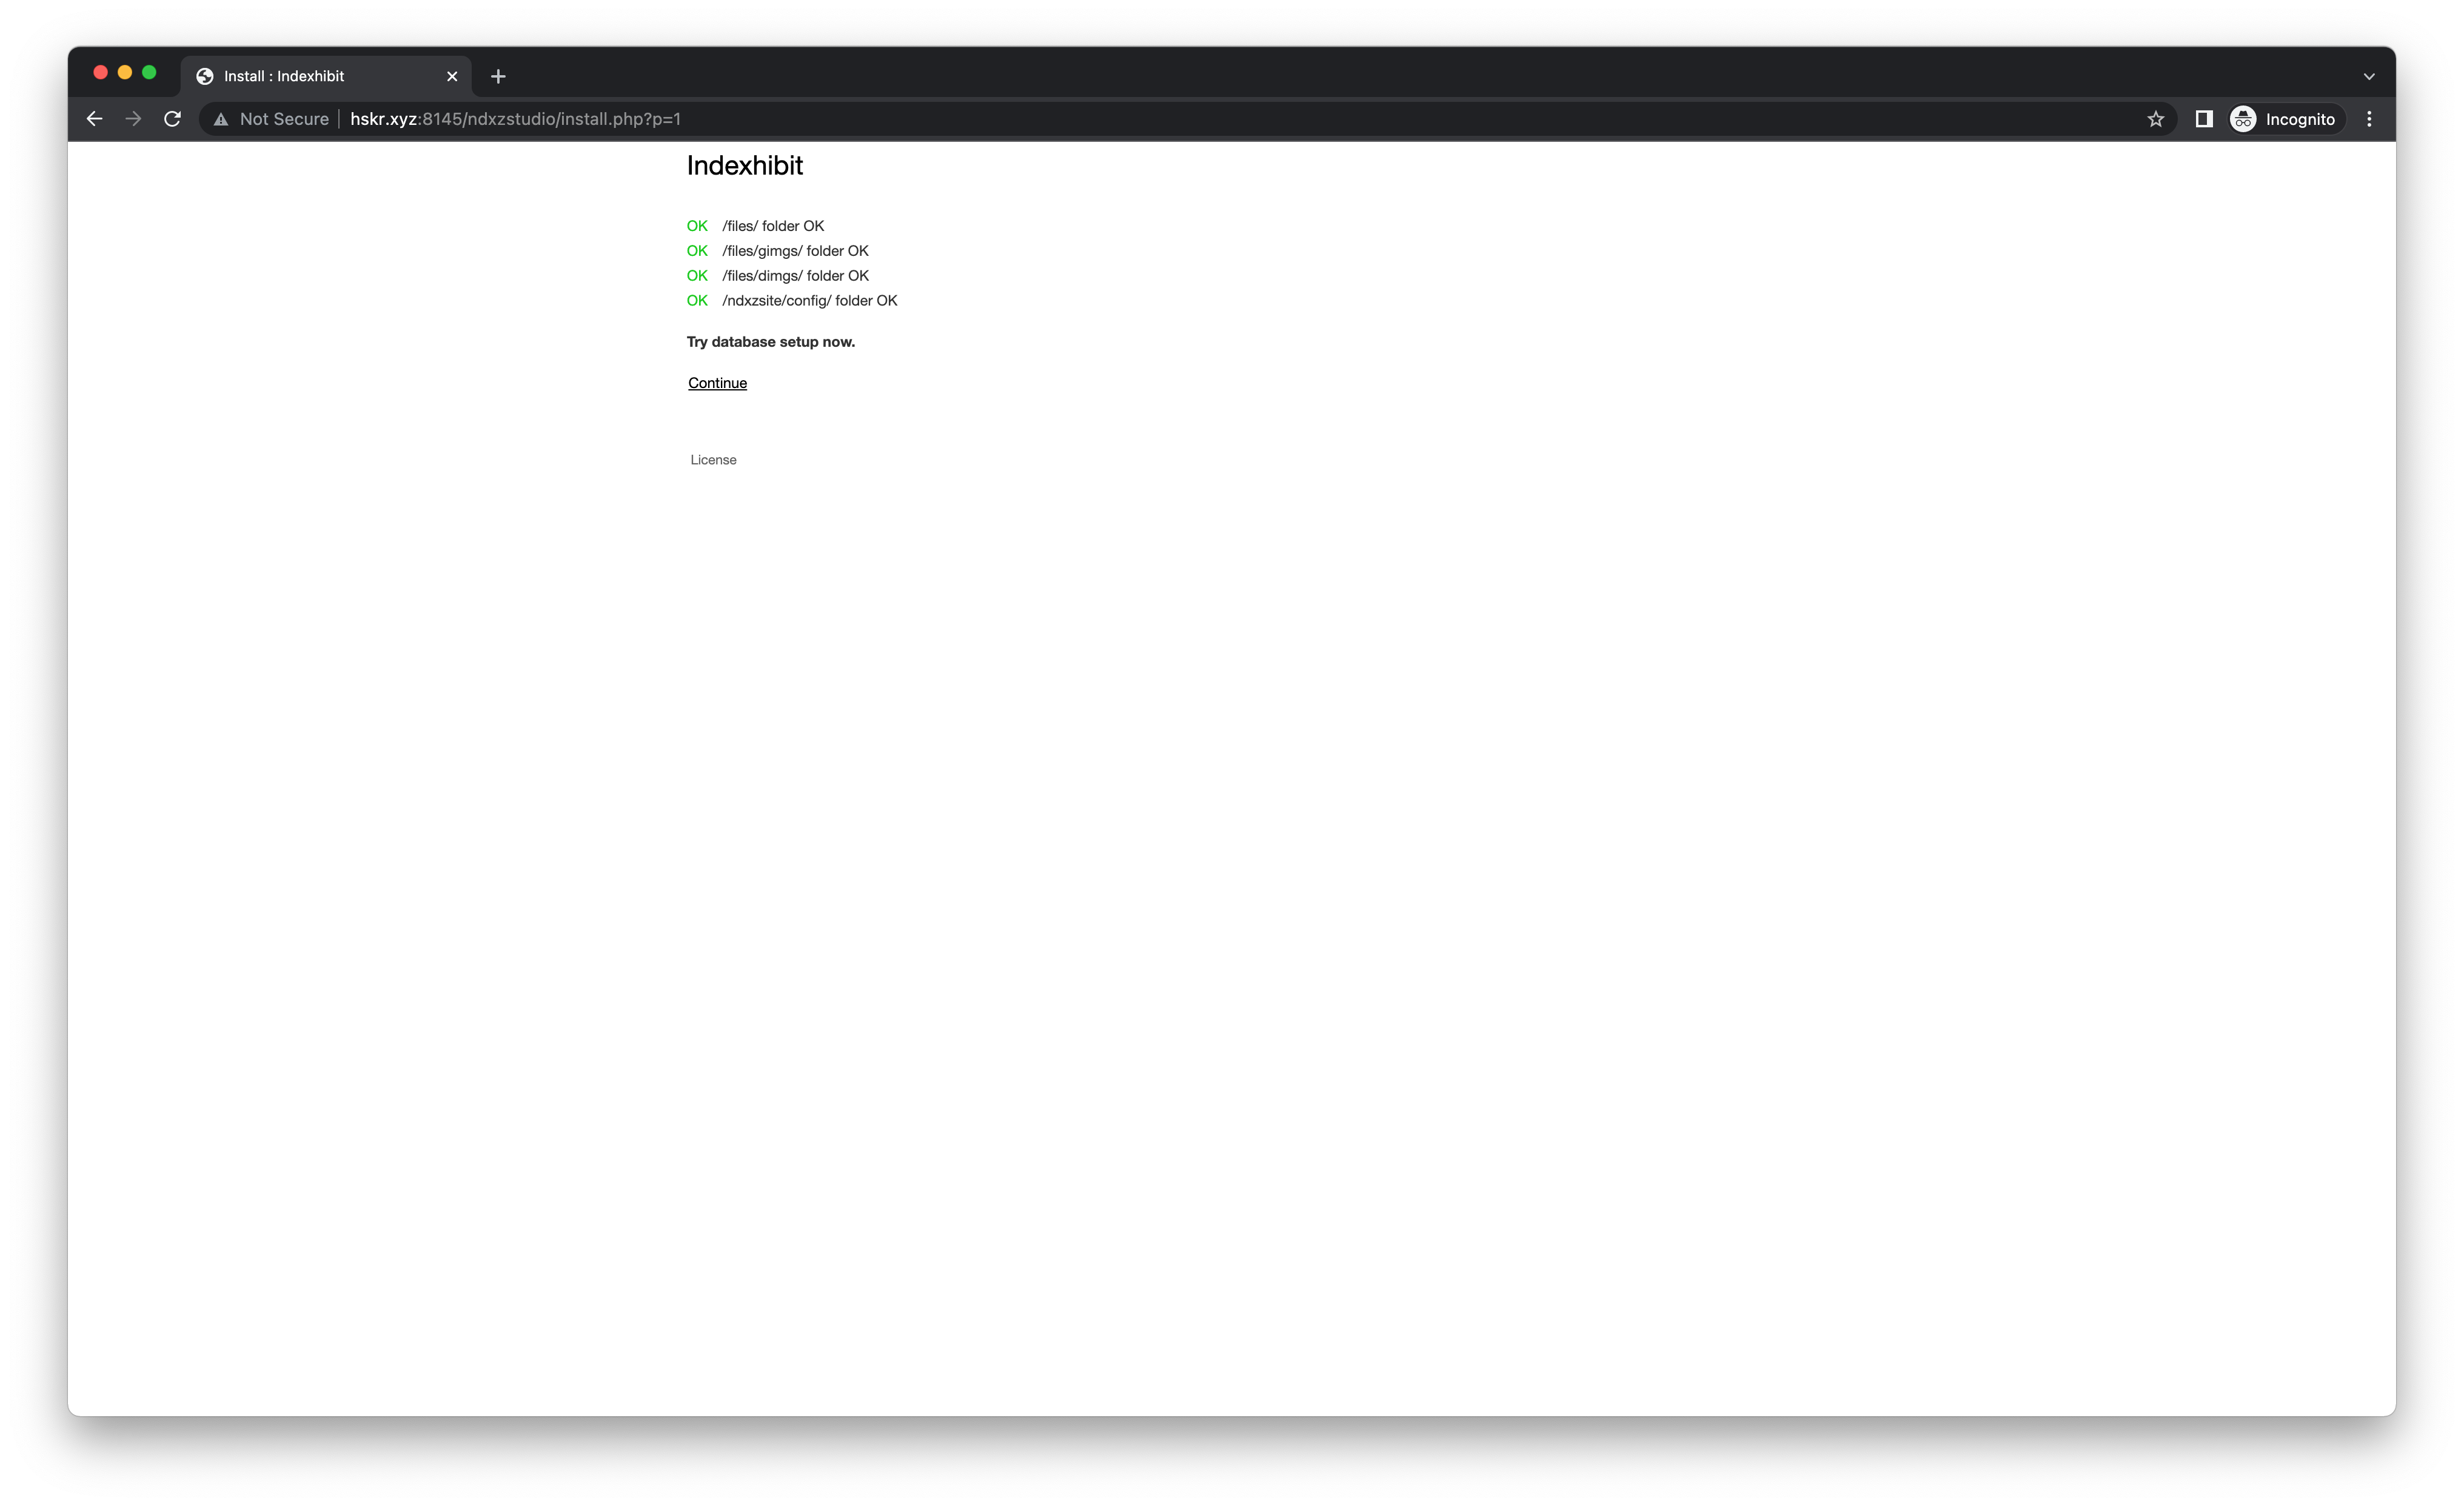 Install : Indexhibit
Not Secure hskr.xyz:8145/ndxzstudio/install.php?p=1 Incognito
Indexhibit
OK /files/ folder OK
OK /files/gimgs/ folder OK
OK /files/dimgs/ folder OK
OK /ndxzsite/config/ folder OK
Try database setup now.
Continue
License